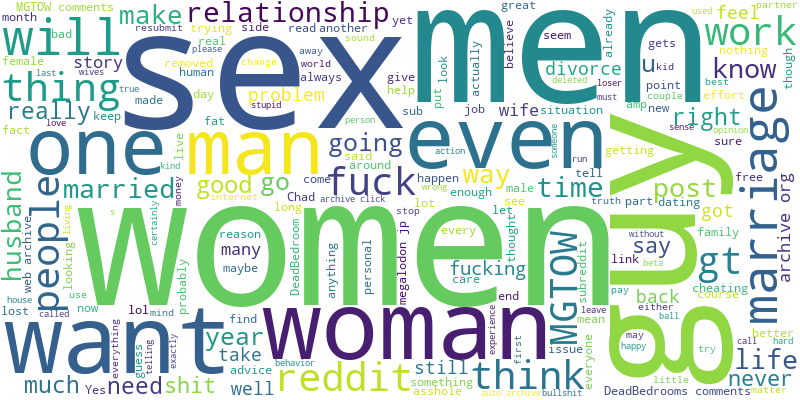 MGTOW comments
month
resubmit
trying
relationship
side
read
another
yet
great
make
bad
please
away
sound
seem
feel
used
partner
will
real
give
believe
already
work
thing
female
story
removed
change
human
world
always
help
actually
look
put
gets
kid
nothing
though
sex
men
last
wives
true
made
day
problem
stupid
person
sub
job
wife
divorce
situation
u
point
best
know
really
keep
love
fact
fat
loser
must
couple
amp
new
effort
one
man
going
even
right
sense
opinion
sure
live
kind
said
around
fuck
happen
male
way
tell
someone
getting
free
people
married
good
go
come
Chad
archive click
action
enough
time
run
post
marriage
archive org
husband
web archive
looking
money
internet
wrong
truth
part
dating
got
family
women
guy
certainly
s
long
stop
lot
let
see
without
beta
say
link
gt
living
many
reason
DeadBedroom
anything
personal
megalodon jp
every
thought
fucking
MGTOW
subreddit
back
cheating
lost
use
now
probably
maybe
care
end
mean
pay
either
course
life
house
called
lol
mind
find
want
woman
experience
first
leave
ball
better
everything
guess
telling
year
take
still
issue
everyone
may
happy
call
hard
try
never
much
exactly
advice
reddit
think
little
Yes
need
shit
well
behavior
something
asshole
auto archive
bullshit
DeadBedrooms comments
matter